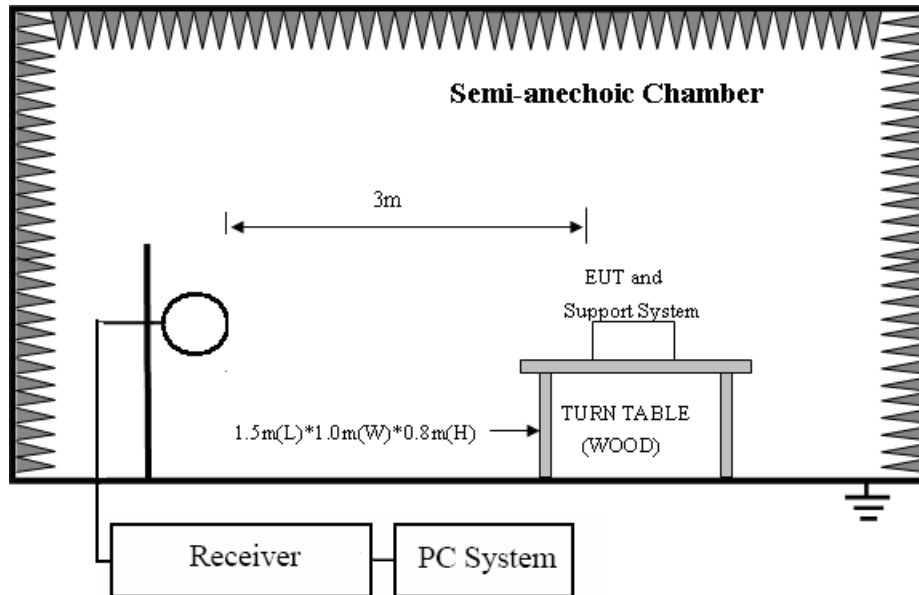 Semi-anechoic Chamber
3m
EUT and
Support System
1.5m(L)*1.0m(W)*0.8m(H)
TURN TABLE
(WOOD)
Receiver
PC System